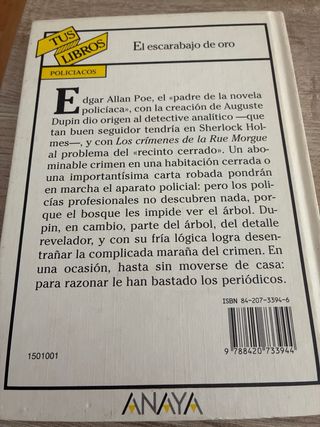 TUS
LIBROS
POLICIACOS
El escarabajo de oro
Edgar Allan Poe, el «padre de la novela
policíaca», con la creación de Auguste
Dupin dio origen al detective analítico —que
tan buen seguidor tendría en Sherlock Hol-
mes—, y con Los crímenes de la Rue Morgue
al problema del «recinto cerrado». Un abo-
minable crimen en una habitación cerrada o
una importantísima carta robada pondrán
en marcha el aparato policial: pero los poli-
cías profesionales no descubren nada, por-
que el bosque les impide ver el árbol. Du-
pin, en cambio, parte del árbol, del detalle
revelador, y con su fría lógica logra desen-
trañar la complicada maraña del crimen. En
una ocasión, hasta sin moverse de casa:
para razonar le han bastado los periódicos.
ISBN 84-207-3394-6
9 788420 733944
1501001
ANAYA